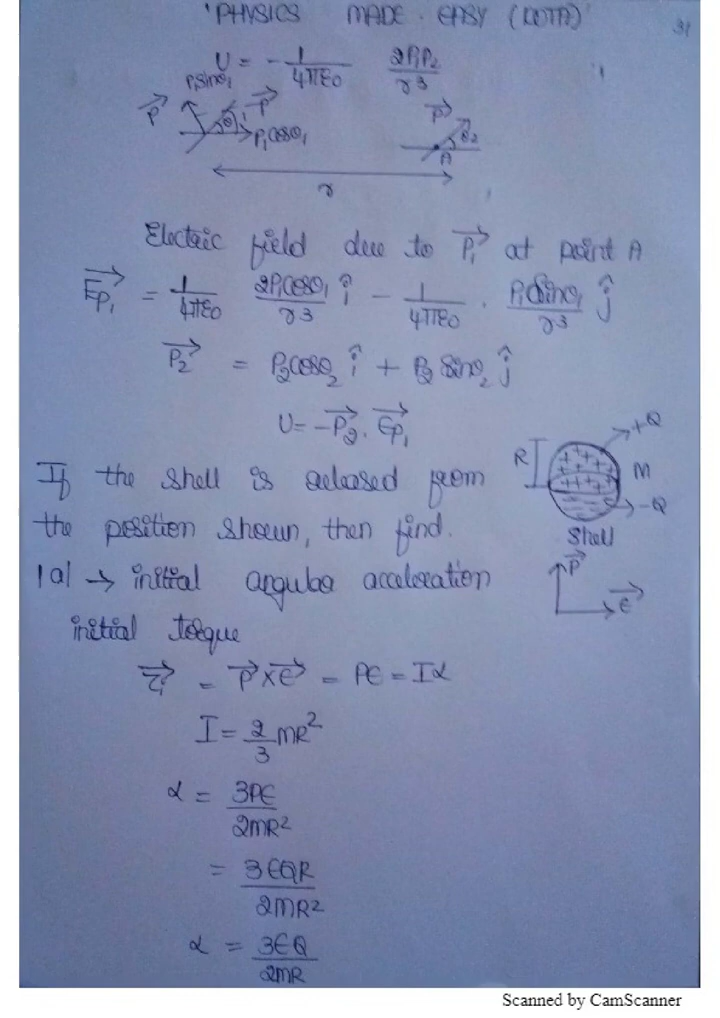 'PHYSICS MADE EASY (KOTA)' 31
U = - 1/4πε0 2P1P2/r3
P1sinθ1
P→ θ1 P→ P1cosθ1 P→ θ2 A
r
Electric field due to P1→ at point A
EP1→ = 1/4πε0 2P1cosθ1/r3 î - 1/4πε0 . P1sinθ1/r3 ĵ
P2→ = P2cosθ2 î + P2 sinθ2 ĵ
U = -P2→ . EP1→
+Q
R M
-Q
Shell
If the shell is released from
the position shown, then find.
P→
E→
|a| → initial angular acceleration
initial torque
τ→ = P→ x E→ = PE = Iα
I = 2/3 MR2
α = 3PE/2MR2
= 3EQR/2MR2
α = 3EQ/2MR
Scanned by CamScanner